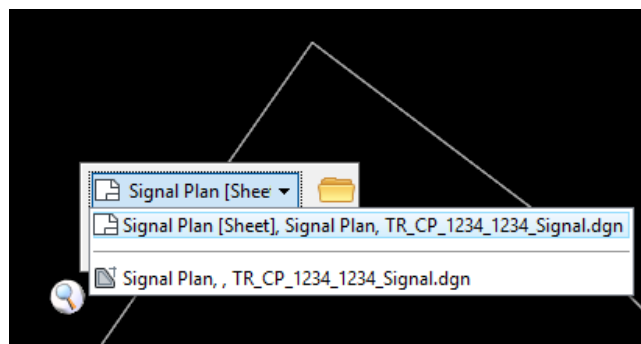 Signal Plan [Shee
Signal Plan [Sheet], Signal Plan, TR_CP_1234_1234_Signal.dgn
Signal Plan, , TR_CP_1234_1234_Signal.dgn